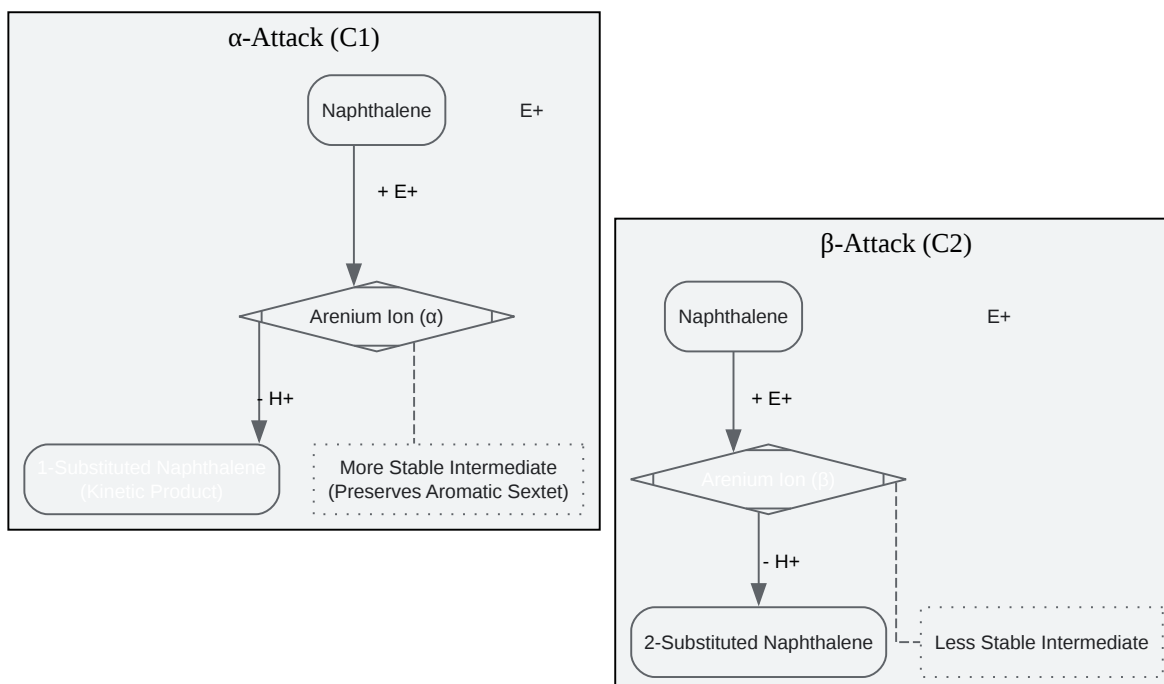 α-Attack (C1)
Naphthalene
E+
+ E+
Arenium Ion (α)
- H+
1-Substituted Naphthalene
(Kinetic Product)
More Stable Intermediate
(Preserves Aromatic Sextet)
β-Attack (C2)
Naphthalene
E+
+ E+
Arenium Ion (β)
- H+
2-Substituted Naphthalene
Less Stable Intermediate